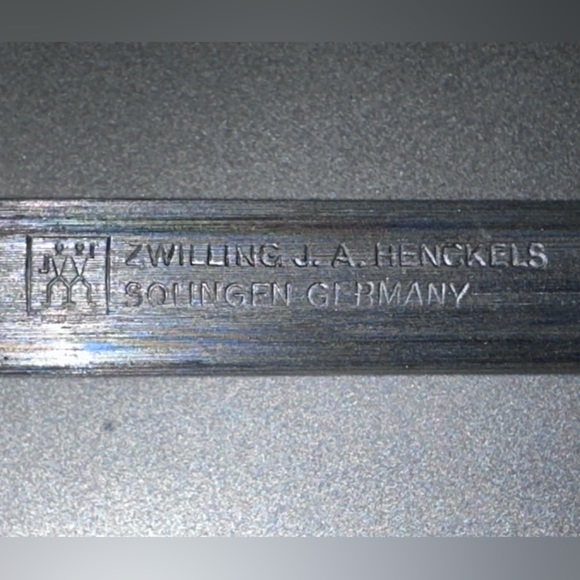 ZWILLING J. A. HENCKELS
SOLINGEN GERMANY